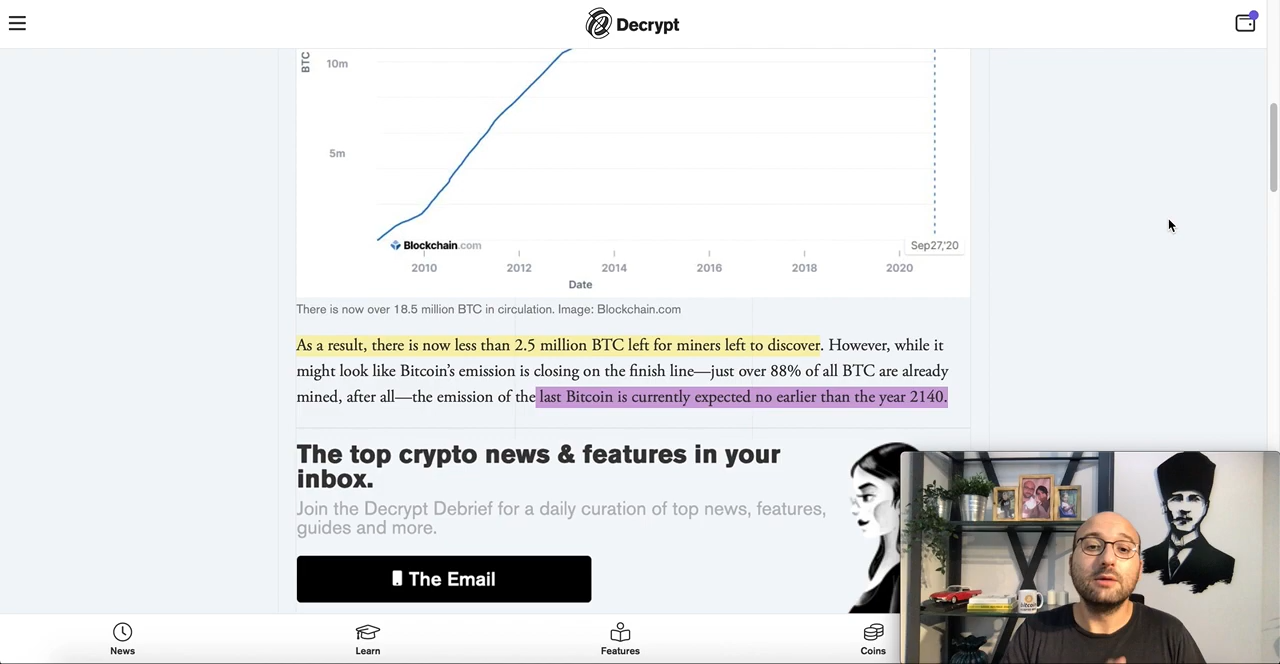 Decrypt
BTC
10m
5m
Blockchain.com
Sep27,'20
2010 2012 2014 2016 2018 2020
Date
There is now over 18.5 million BTC in circulation. Image: Blockchain.com
As a result, there is now less than 2.5 million BTC left for miners left to discover. However, while it
might look like Bitcoin’s emission is closing on the finish line—just over 88% of all BTC are already
mined, after all—the emission of the last Bitcoin is currently expected no earlier than the year 2140.
The top crypto news & features in your
inbox.
Join the Decrypt Debrief for a daily curation of top news, features,
guides and more.
The Email
News Learn Features Coins
bitcoin